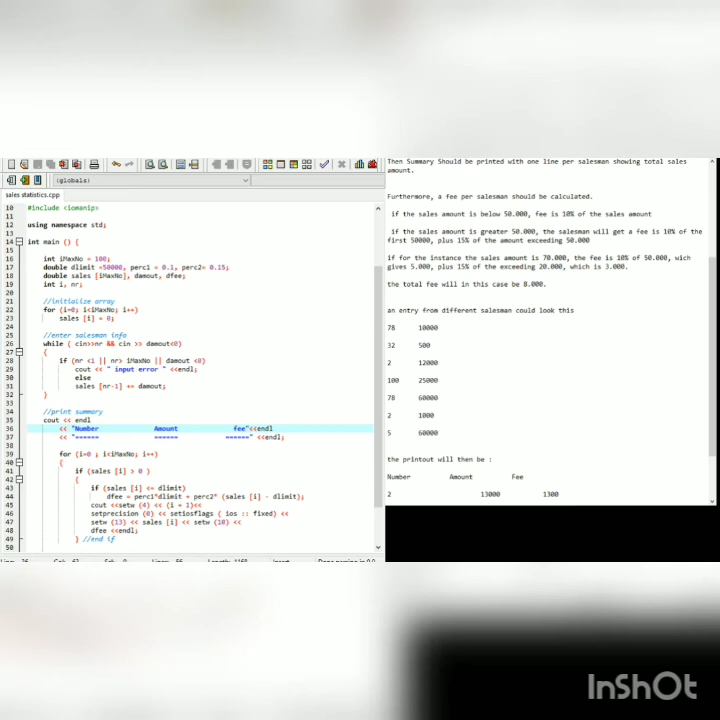 (globals)
sales statistics.cpp
10 #include <iomanip>
11
12 using namespace std;
13
14 int main () {
15
16 int iMaxNo = 100;
17 double dlimit =50000, perc1 = 0.1, perc2= 0.15;
18 double sales [iMaxNo], damout, dfee;
19 int i, nr;
20
21 //initialize array
22 for (i=0; i<iMaxNo; i++)
23 sales [i] = 0;
24
25 //enter salesman info
26 while ( cin>>nr && cin >> damout<0)
27 {
28 if (nr <1 || nr> iMaxNo || damout <0)
29 cout << " input error " <<endl;
30 else
31 sales [nr-1] += damout;
32 }
33
34 //print summary
35 cout << endl
36 << "Number Amount fee"<<endl
37 << "====== ====== ======" <<endl;
38
39 for (i=0 ; i<iMaxNo; i++)
40 {
41 if (sales [i] > 0 )
42 {
43 if (sales [i] <= dlimit)
44 dfee = perc1*dlimit + perc2* (sales [i] - dlimit);
45 cout <<setw (4) << (i + 1)<<
46 setprecision (0) << setiosflags ( ios :: fixed) <<
47 setw (13) << sales [i] << setw (10) <<
48 dfee <<endl;
49 } //end if
50
Then Summary Should be printed with one line per salesman showing total sales
amount.
Furthermore, a fee per salesman should be calculated.
if the sales amount is below 50.000, fee is 10% of the sales amount
if the sales amount is greater 50.000, the salesman will get a fee is 10% of the
first 50000, plus 15% of the amount exceeding 50.000
if for the instance the sales amount is 70.000, the fee is 10% of 50.000, wich
gives 5.000, plus 15% of the exceeding 20.000, which is 3.000.
the total fee will in this case be 8.000.
an entry from different salesman could look this
78 10000
32 500
2 12000
100 25000
78 60000
2 1000
5 60000
the printout will then be :
Number Amount Fee
2 13000 1300
InShOt